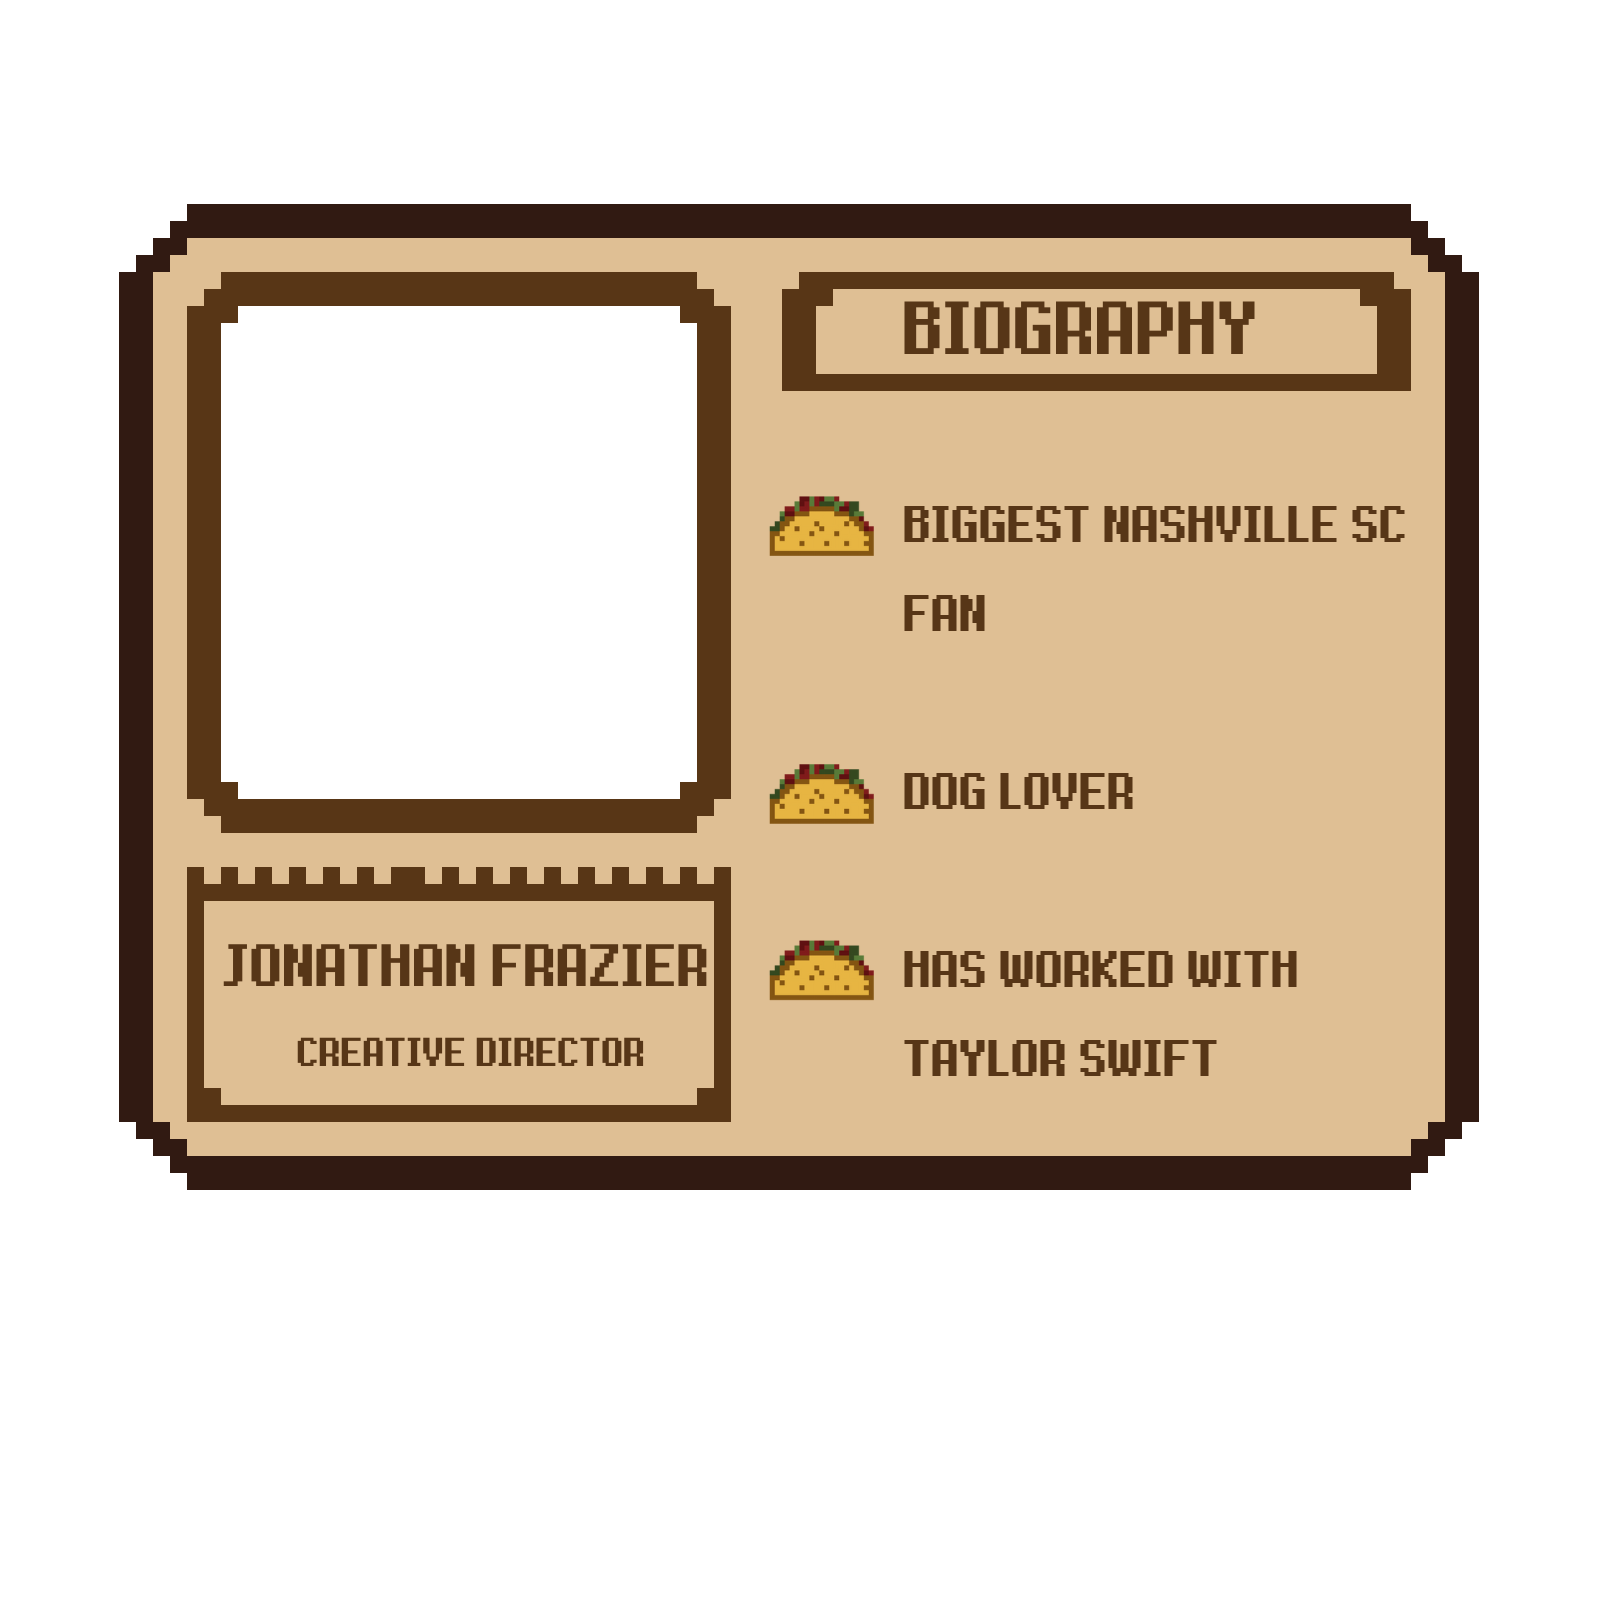 BIOGRAPHY
BIGGEST NASHVILLE SC
FAN
DOG LOVER
HAS WORKED WITH
TAYLOR SWIFT
JONATHAN FRAZIER
CREATIVE DIRECTOR